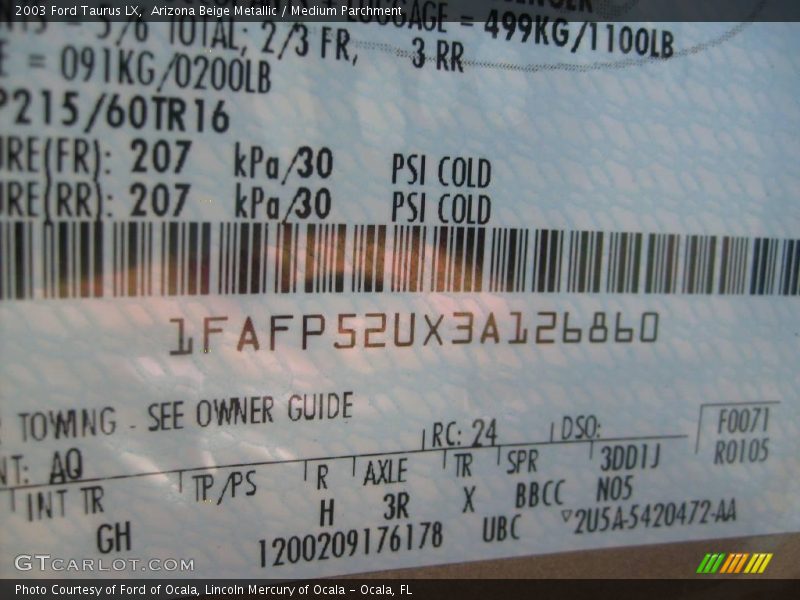 2003 Ford Taurus LX, Arizona Beige Metallic / Medium Parchment
LUGGAGE = 499KG/1100LB
5/6 TOTAL; 2/3 FR, 3 RR
= 091KG/0200LB
P215/60TR16
URE(FR): 207 kPa/30 PSI COLD
URE(RR): 207 kPa/30 PSI COLD
1FAFP52UX3A126860
TOWING - SEE OWNER GUIDE
RC: 24 DSO: F0071
NT: AQ R0105
INT TR TP/PS R AXLE TR SPR 3DD1J
GH H 3R X BBCC N05
1200209176178 UBC ▽2U5A-5420472-AA
GTCARLOT.COM
Photo Courtesy of Ford of Ocala, Lincoln Mercury of Ocala - Ocala, FL